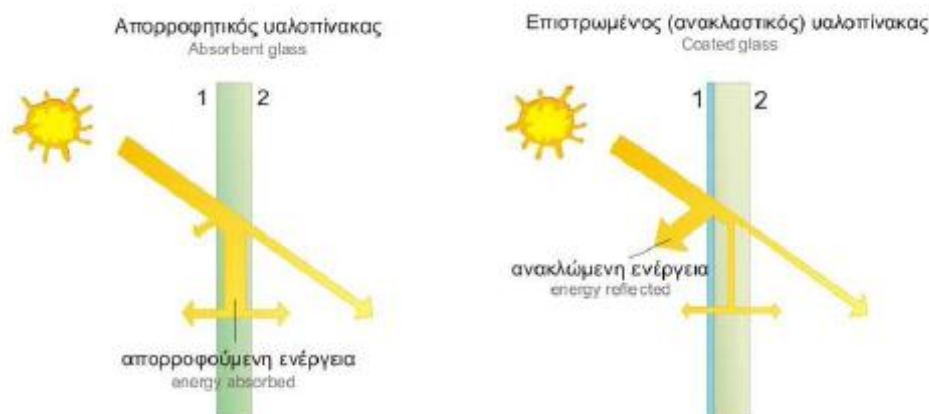 Απορροφητικός υαλοπίνακας
Absorbent glass
1 2
απορροφούμενη ενέργεια
energy absorbed
Επιστρωμένος (ανακλαστικός) υαλοπίνακας
Coated glass
1 2
ανακλώμενη ενέργεια
energy reflected